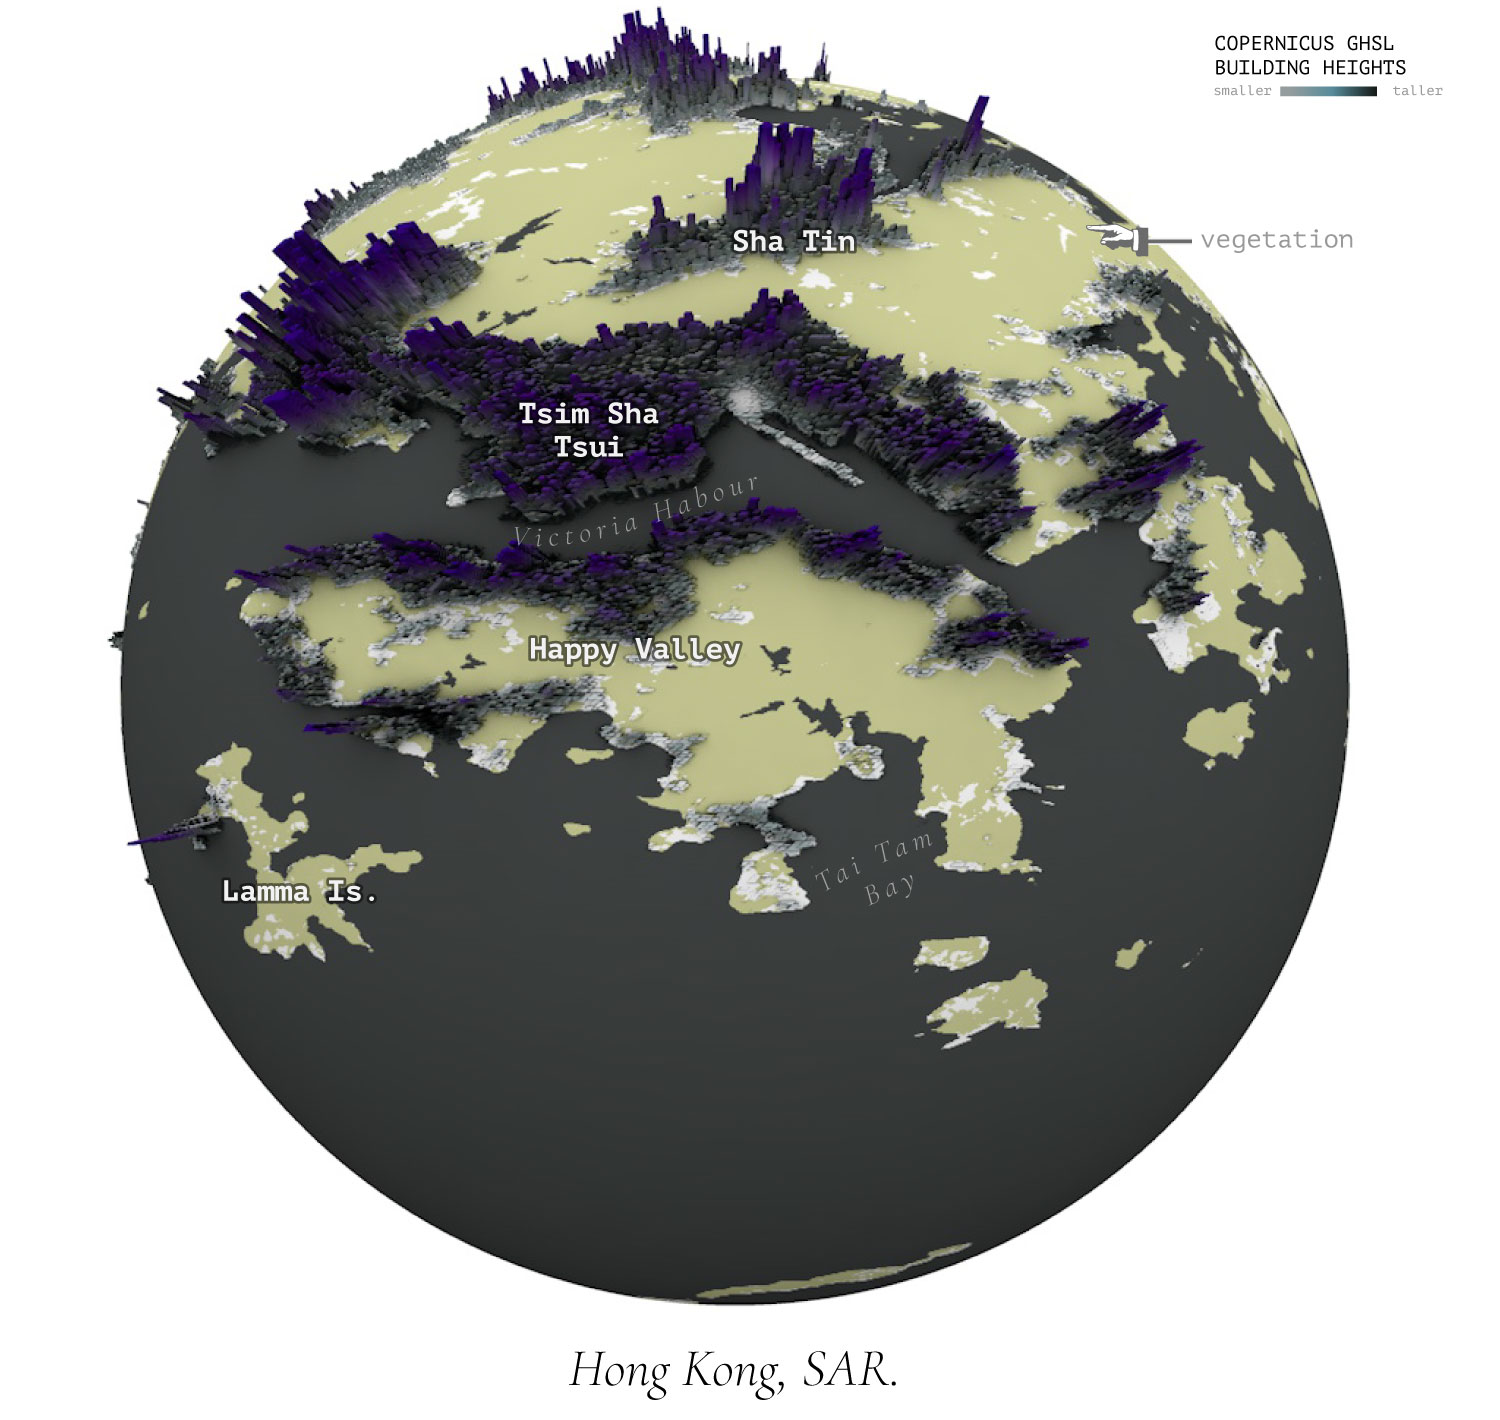 COPERNICUS GHSL
BUILDING HEIGHTS
smaller taller
Sha Tin
vegetation
Tsim Sha
Tsui
Victoria Habour
Happy Valley
Tai Tam
Bay
Lamma Is.
Hong Kong, SAR.